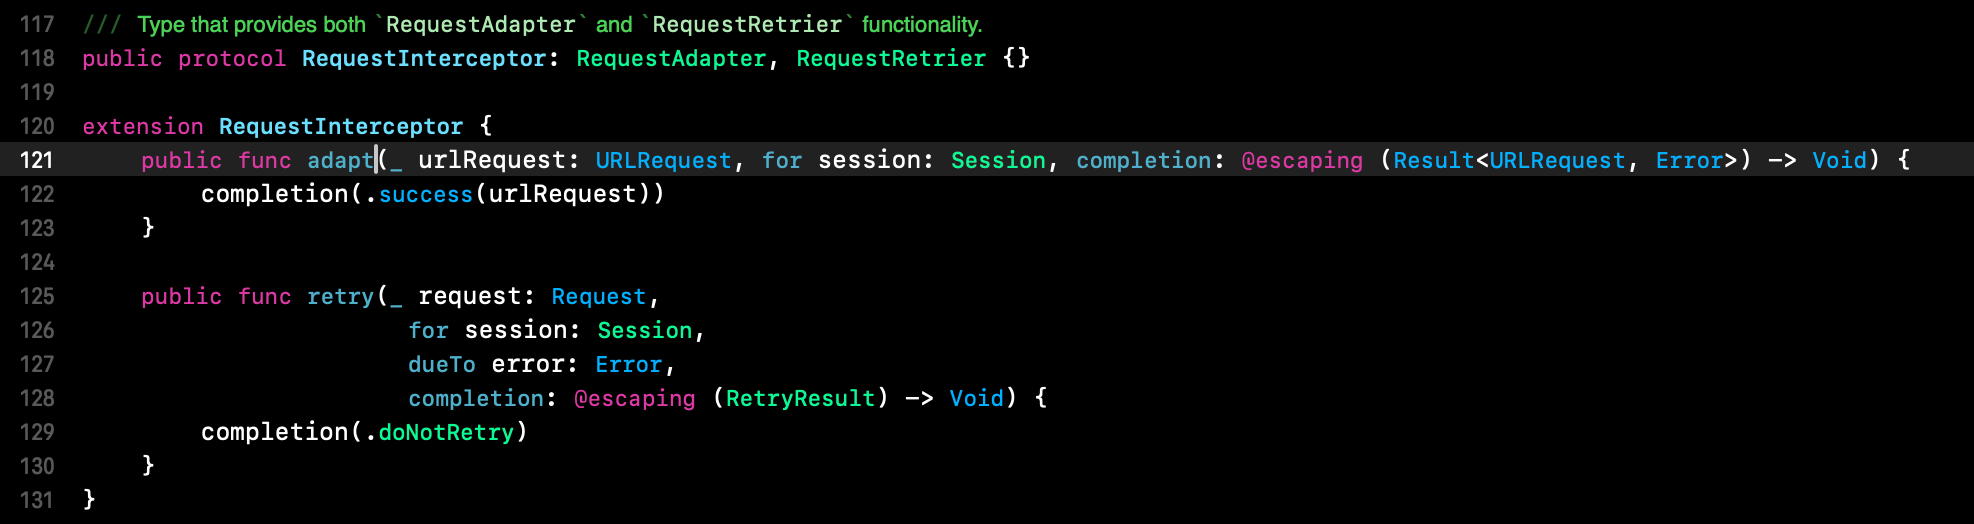 117 /// Type that provides both `RequestAdapter` and `RequestRetrier` functionality.
118 public protocol RequestInterceptor: RequestAdapter, RequestRetrier {}
119
120 extension RequestInterceptor {
121 public func adapt(_ urlRequest: URLRequest, for session: Session, completion: @escaping (Result<URLRequest, Error>) -> Void) {
122 completion(.success(urlRequest))
123 }
124
125 public func retry(_ request: Request,
126 for session: Session,
127 dueTo error: Error,
128 completion: @escaping (RetryResult) -> Void) {
129 completion(.doNotRetry)
130 }
131 }